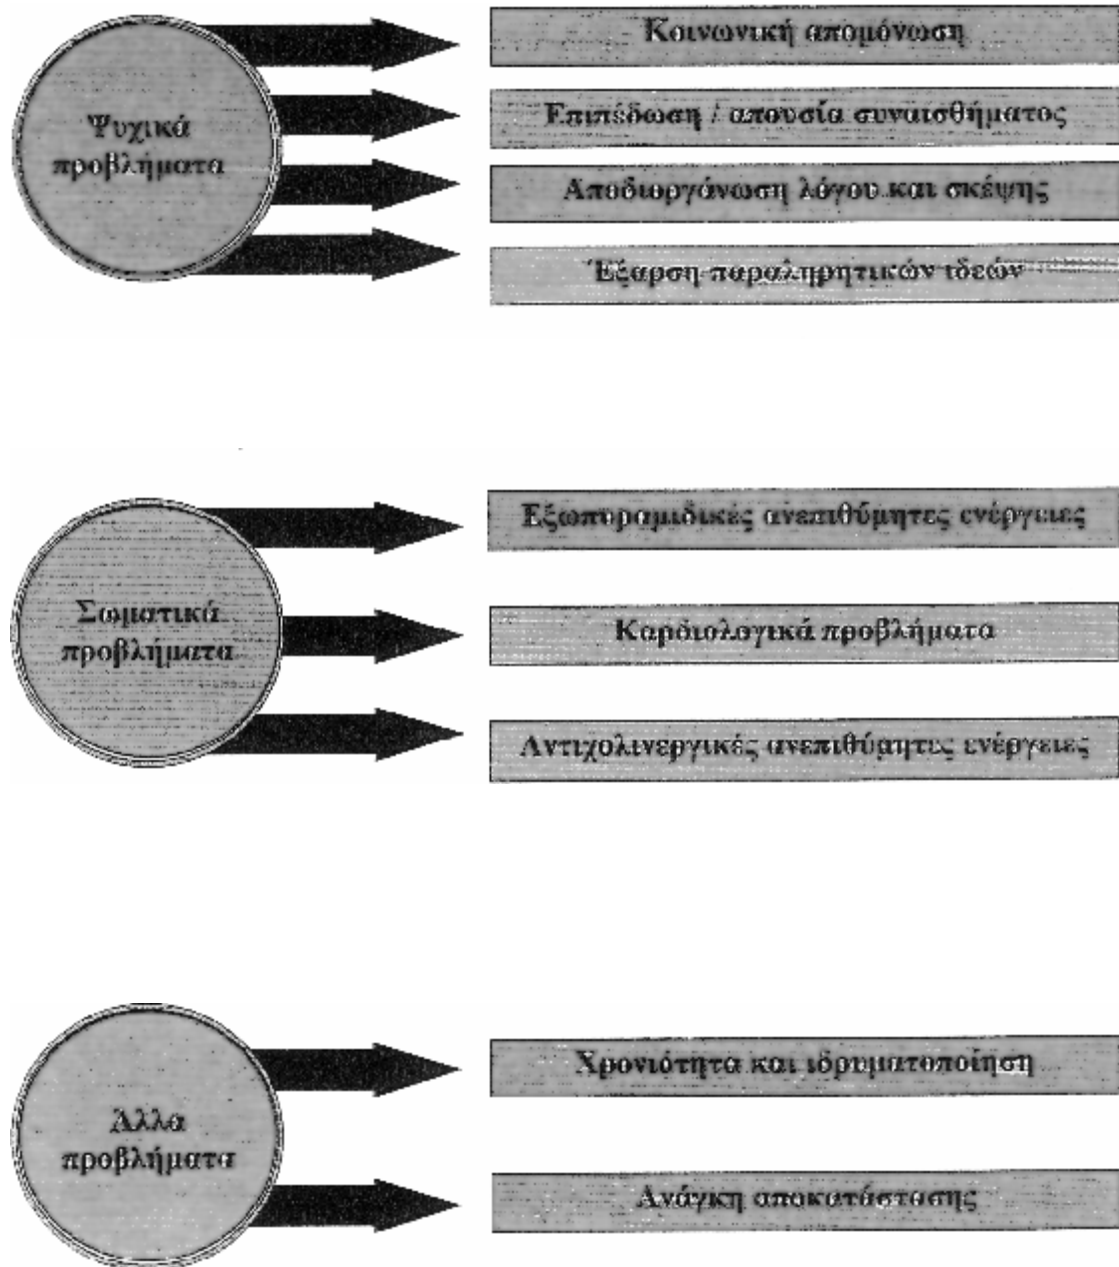 Ψυχικά
προβλήματα
Κοινωνική απομόνωση
Επιπέδωση / απουσία συναισθήματος
Αποδιοργάνωση λόγου και σκέψης
Έξαρση παραληρητικών ιδεών
Σωματικά
προβλήματα
Εξωπυραμιδικές ανεπιθύμητες ενέργειες
Καρδιολογικά προβλήματα
Αντιχολινεργικές ανεπιθύμητες ενέργειες
Άλλα
προβλήματα
Χρονιότητα και ιδρυματοποίηση
Ανάγκη αποκατάστασης